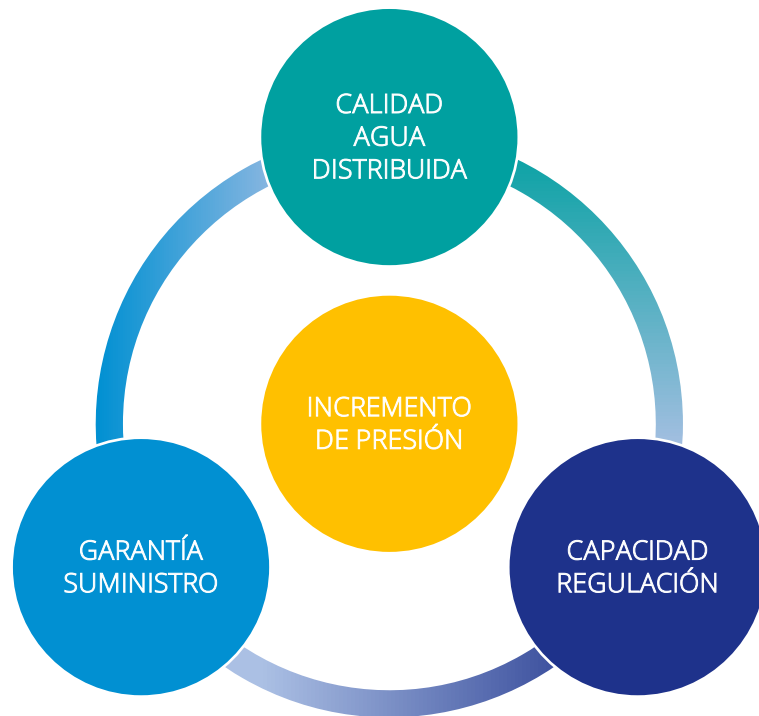 CALIDAD
AGUA
DISTRIBUIDA
INCREMENTO
DE PRESIÓN
GARANTÍA
SUMINISTRO
CAPACIDAD
REGULACIÓN